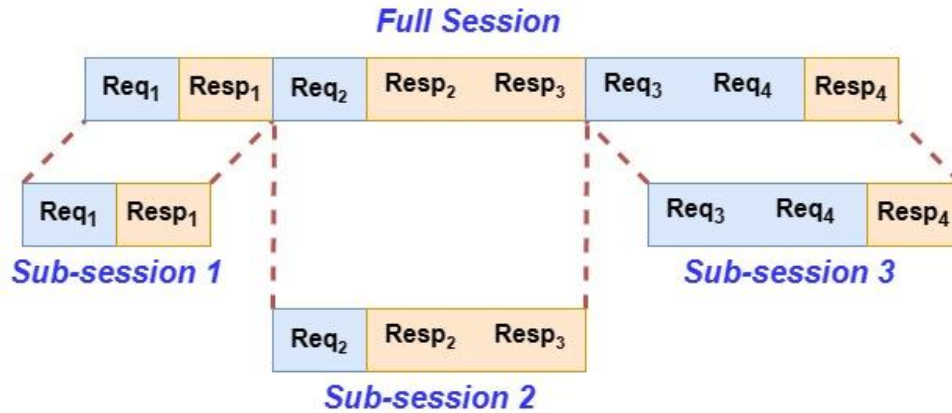 Full Session
Req₁ Resp₁ Req₂ Resp₂ Resp₃ Req₃ Req₄ Resp₄
Req₁ Resp₁
Sub-session 1
Req₃ Req₄ Resp₄
Sub-session 3
Req₂ Resp₂ Resp₃
Sub-session 2